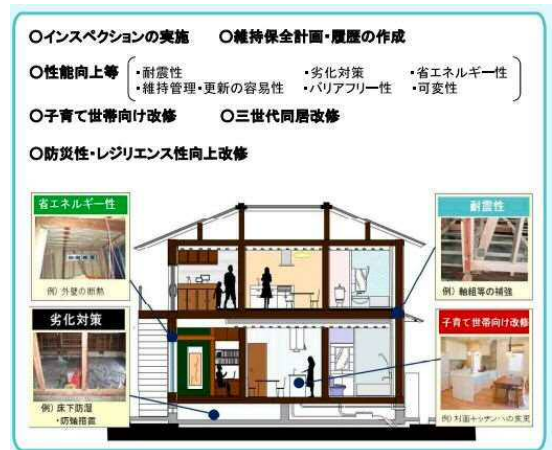 ○インスペクションの実施　○維持保全計画・履歴の作成
○性能向上等
・耐震性　・劣化対策　・省エネルギー性
・維持管理・更新の容易性　・バリアフリー性　・可変性
○子育て世帯向け改修　○三世代同居改修
○防災性・レジリエンス性向上改修
省エネルギー性
例）外壁の断熱
耐震性
例）軸組等の補強
劣化対策
例）床下防湿
・防蟻措置
子育て世帯向け改修
例）対面キッチンへの変更